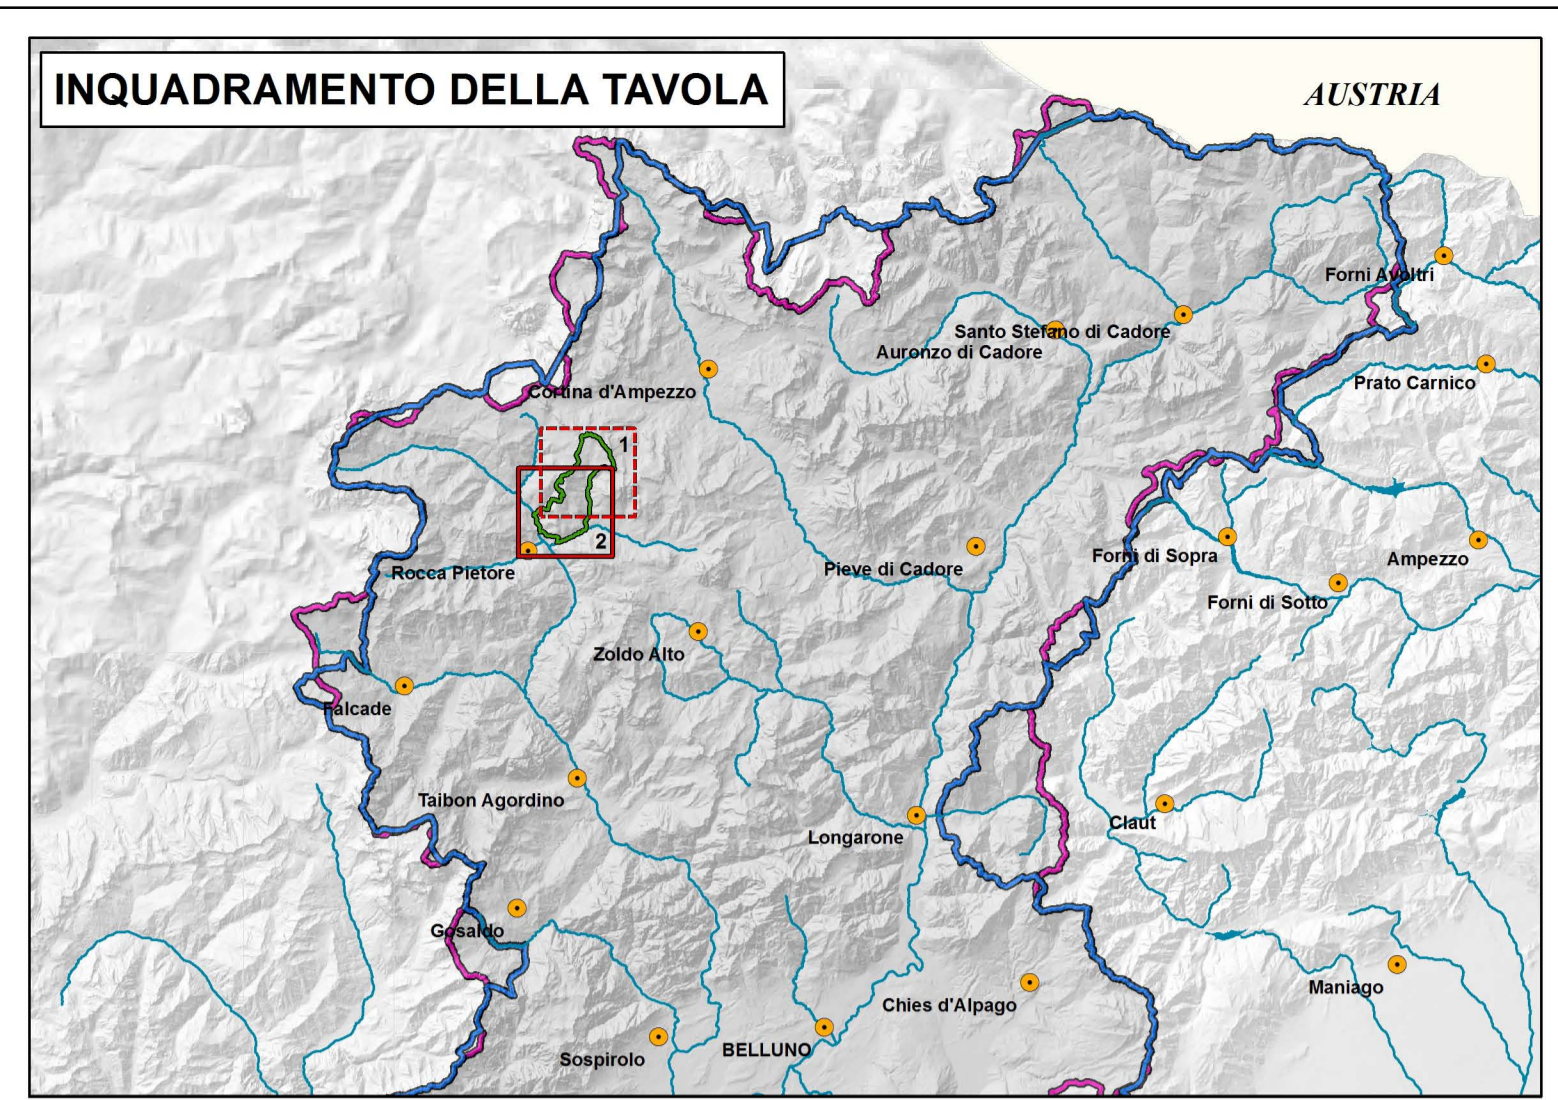 INQUADRAMENTO DELLA TAVOLA
AUSTRIA
Forni Avoltri
Santo Stefano di Cadore
Auronzo di Cadore
Prato Carnico
Cortina d'Ampezzo
1
2
Rocca Pietore
Pieve di Cadore
Forni di Sopra
Ampezzo
Forni di Sotto
Zoldo Alto
Falcade
Taibon Agordino
Longarone
Claut
Gosaldo
Chies d'Alpago
Maniago
BELLUNO
Sospirolo